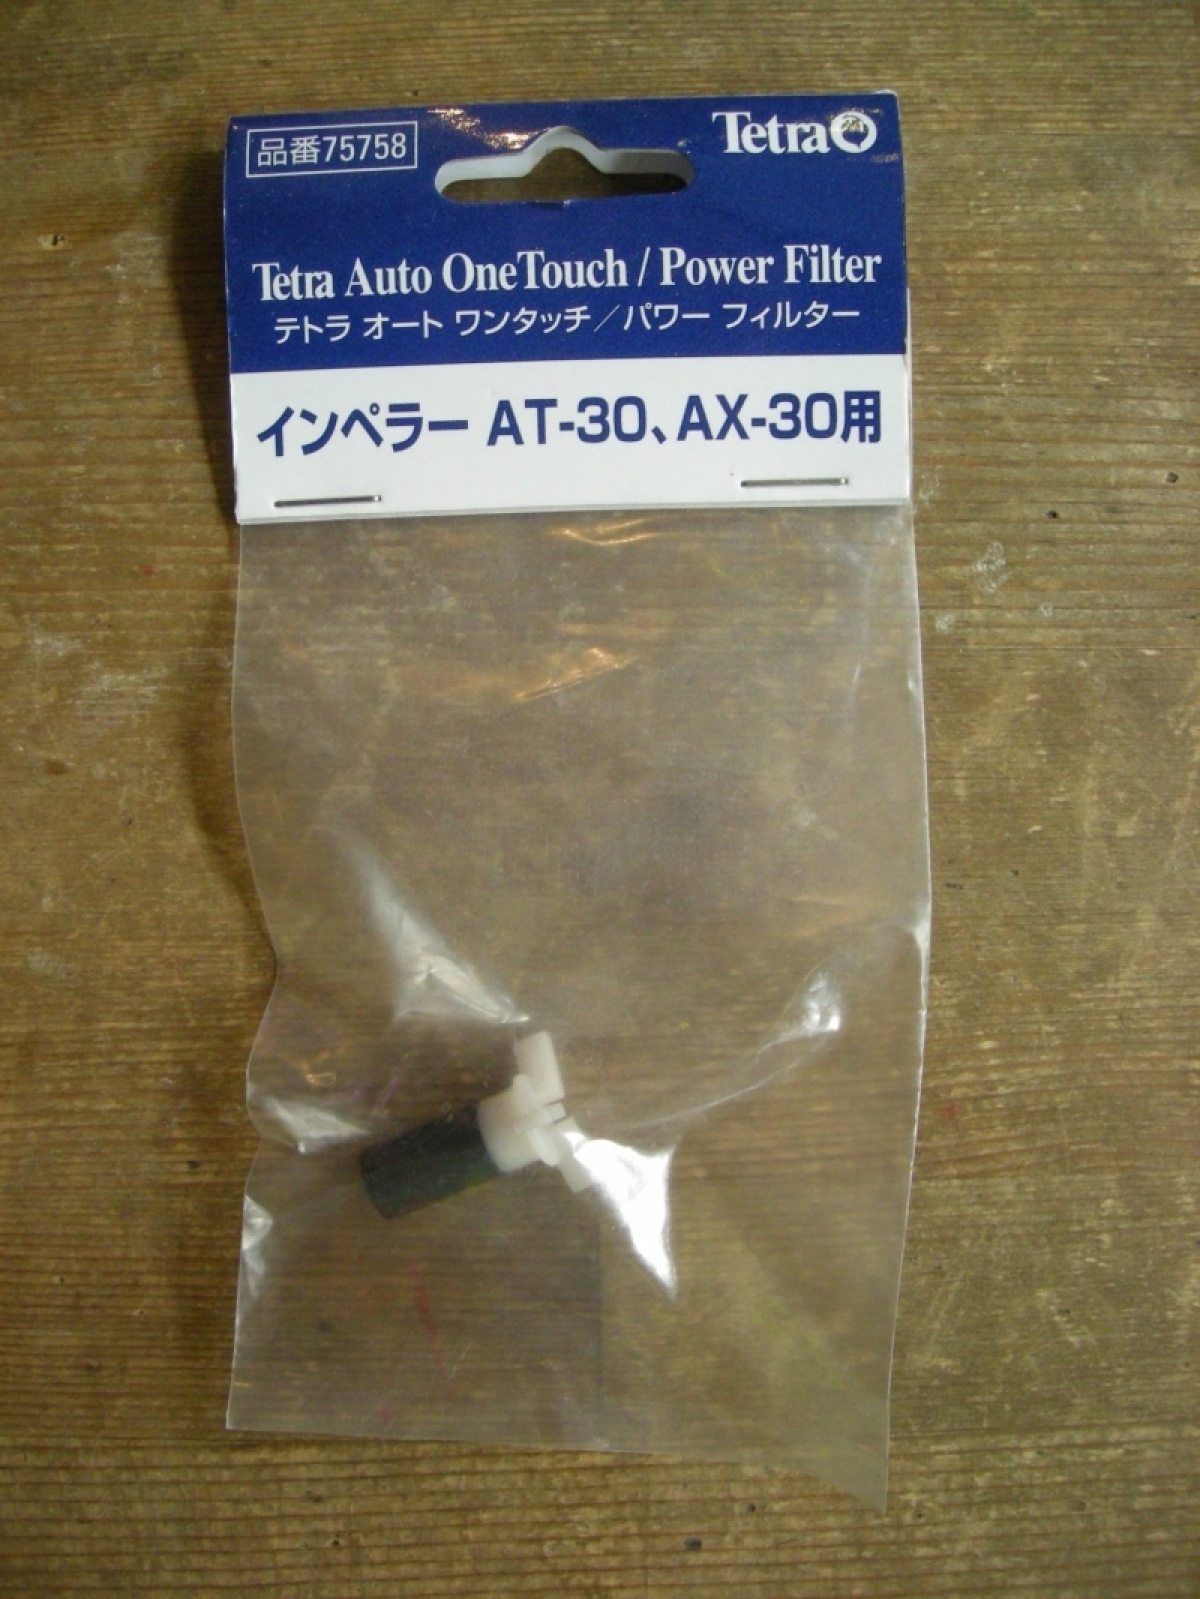 品番75758
Tetra
Tetra Auto OneTouch / Power Filter
テトラ オート ワンタッチ／パワー フィルター
インペラー AT-30、AX-30用